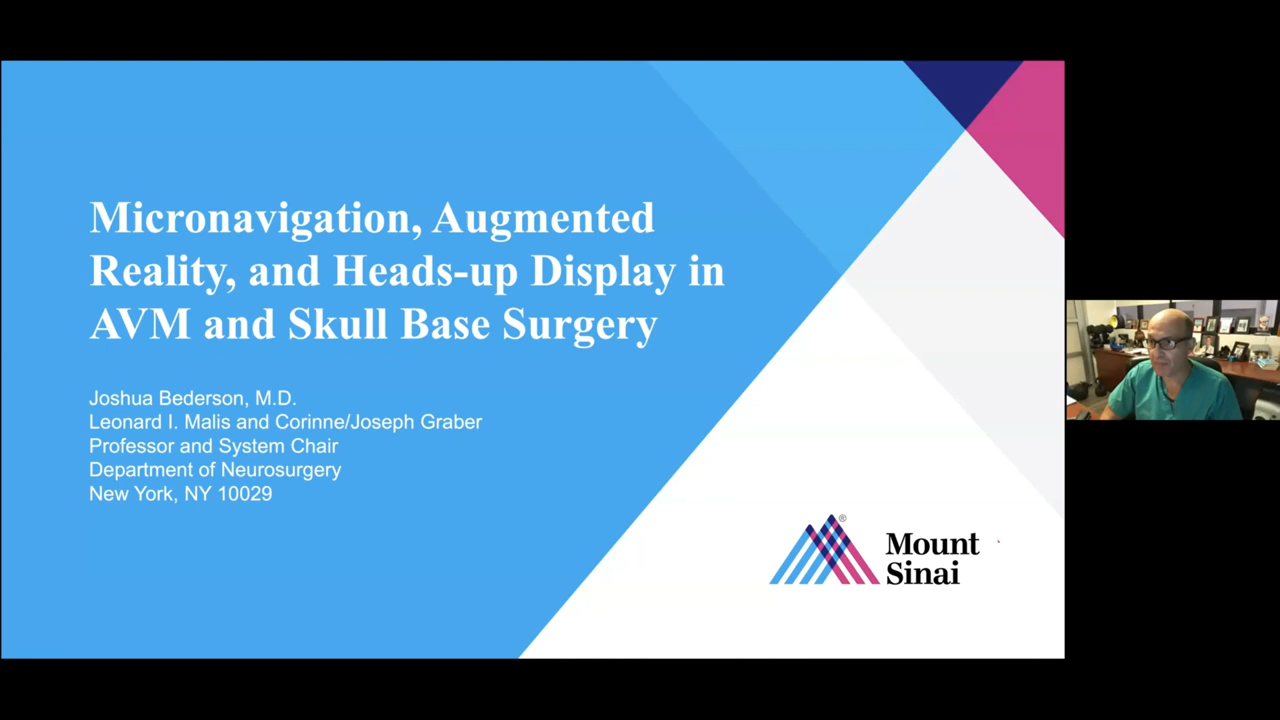 Micronavigation, Augmented
Reality, and Heads-up Display in
AVM and Skull Base Surgery
Joshua Bederson, M.D.
Leonard I. Malis and Corinne/Joseph Graber
Professor and System Chair
Department of Neurosurgery
New York, NY 10029
®
Mount
Sinai